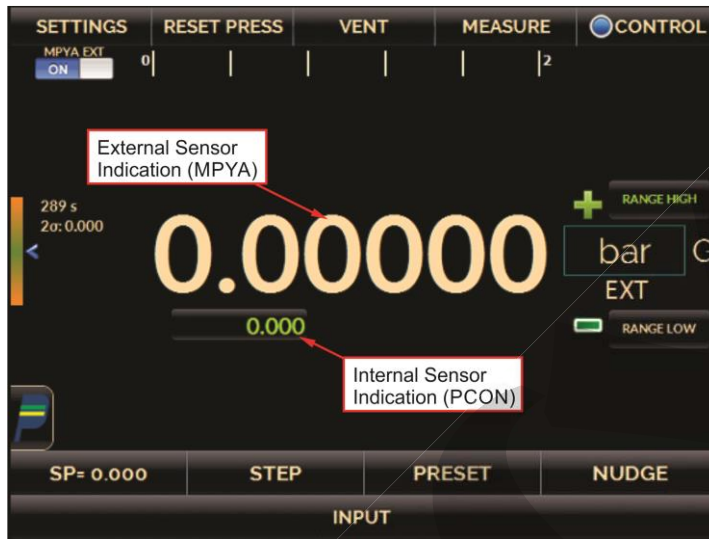 SETTINGS RESET PRESS VENT MEASURE CONTROL
MPYA EXT
ON
0 2
External Sensor
Indication (MPYA)
289 s
2σ: 0.000
0.00000
RANGE HIGH
bar G
EXT
0.000
RANGE LOW
Internal Sensor
Indication (PCON)
SP= 0.000 STEP PRESET NUDGE
INPUT